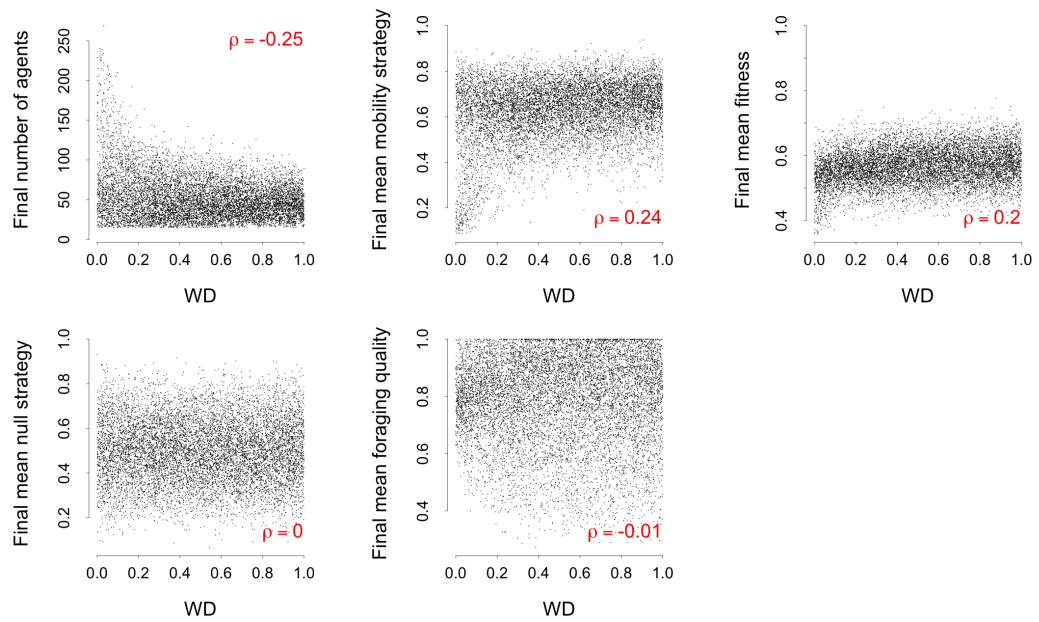 Final number of agents
250
200
150
100
50
0
ρ = -0.25
0.0 0.2 0.4 0.6 0.8 1.0
WD
Final mean mobility strategy
1.0
0.8
0.6
0.4
0.2
ρ = 0.24
0.0 0.2 0.4 0.6 0.8 1.0
WD
Final mean fitness
1.0
0.8
0.6
0.4
ρ = 0.2
0.0 0.2 0.4 0.6 0.8 1.0
WD
Final mean null strategy
1.0
0.8
0.6
0.4
0.2
ρ = 0
0.0 0.2 0.4 0.6 0.8 1.0
WD
Final mean foraging quality
1.0
0.8
0.6
0.4
ρ = -0.01
0.0 0.2 0.4 0.6 0.8 1.0
WD